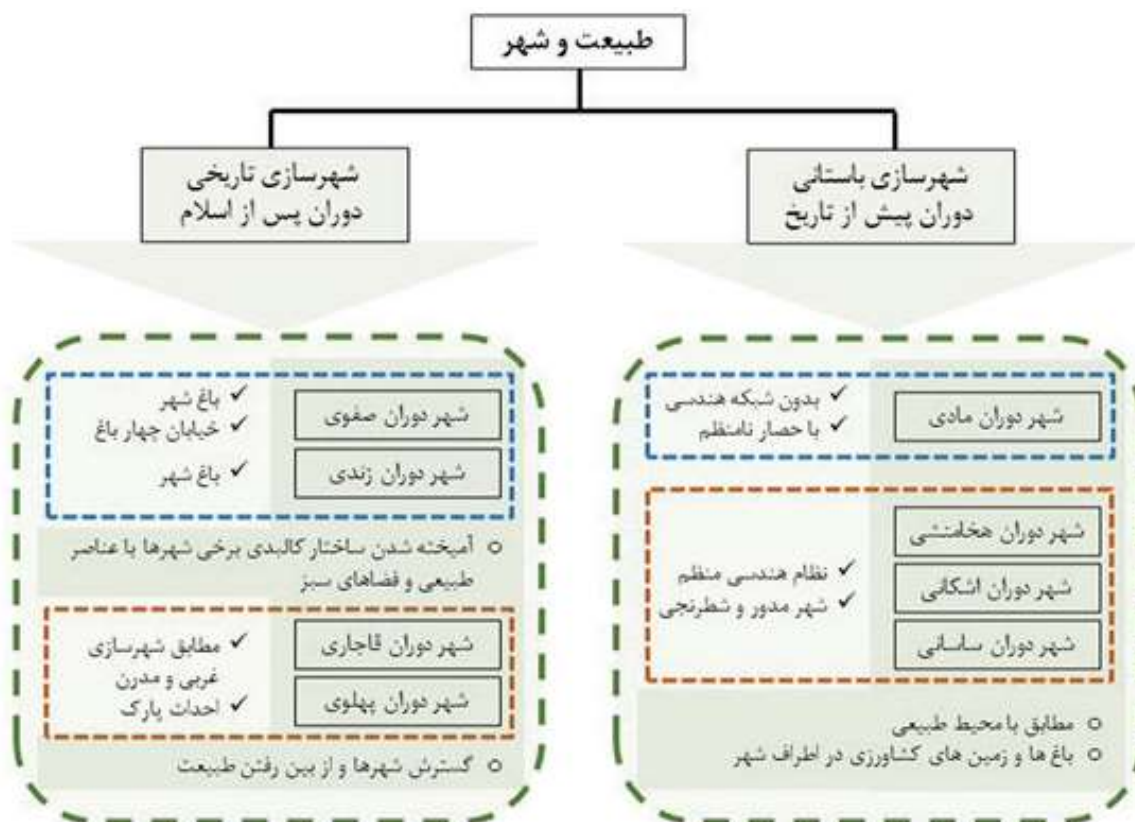 طبیعت و شهر
شهرسازی باستانی
دوران پیش از تاریخ
شهر دوران مادی
✓ بدون شبکه هندسی
✓ با حصار نامنظم
شهر دوران هخامنشی
شهر دوران اشکانی
شهر دوران ساسانی
✓ نظام هندسی منظم
✓ شهر مدور و شطرنجی
○ مطابق با محیط طبیعی
○ باغ ها و زمین های کشاورزی در اطراف شهر
شهرسازی تاریخی
دوران پس از اسلام
شهر دوران صفوی
✓ باغ شهر
✓ خیابان چهار باغ
شهر دوران زندی
✓ باغ شهر
○ آمیخته شدن ساختار کالبدی برخی شهرها با عناصر
طبیعی و فضاهای سبز
شهر دوران قاجاری
شهر دوران پهلوی
✓ مطابق شهرسازی
غربی و مدرن
✓ احداث پارک
○ گسترش شهرها و از بین رفتن طبیعت